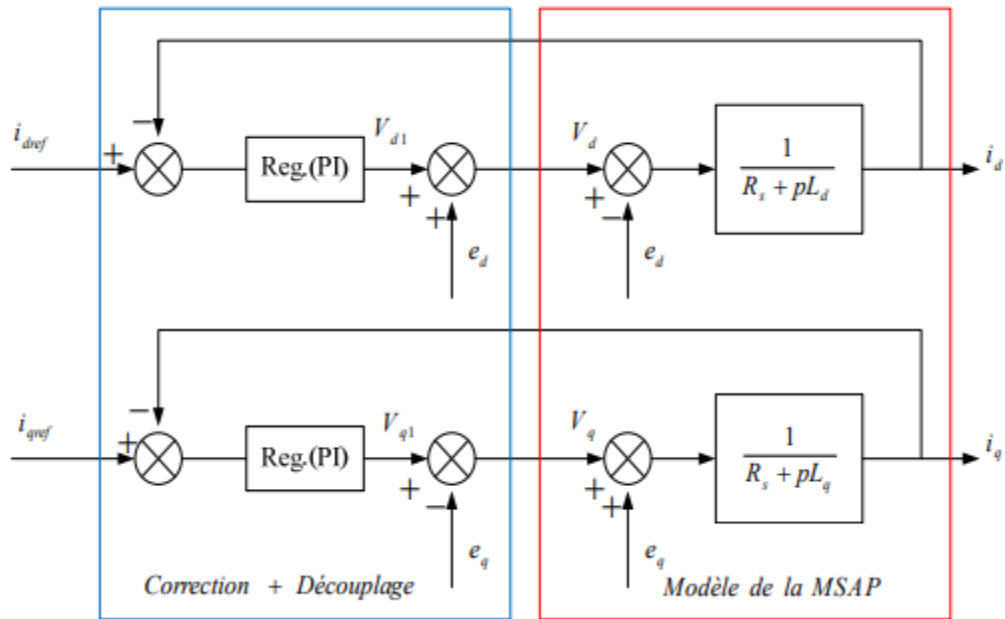 i_dref
+
−
Reg.(PI)
V_d1
+
+
e_d
V_d
+
−
e_d
1
R_s + pL_d
i_d
i_qref
+
−
Reg.(PI)
V_q1
+
−
e_q
V_q
+
+
e_q
1
R_s + pL_q
i_q
Correction + Découplage
Modèle de la MSAP